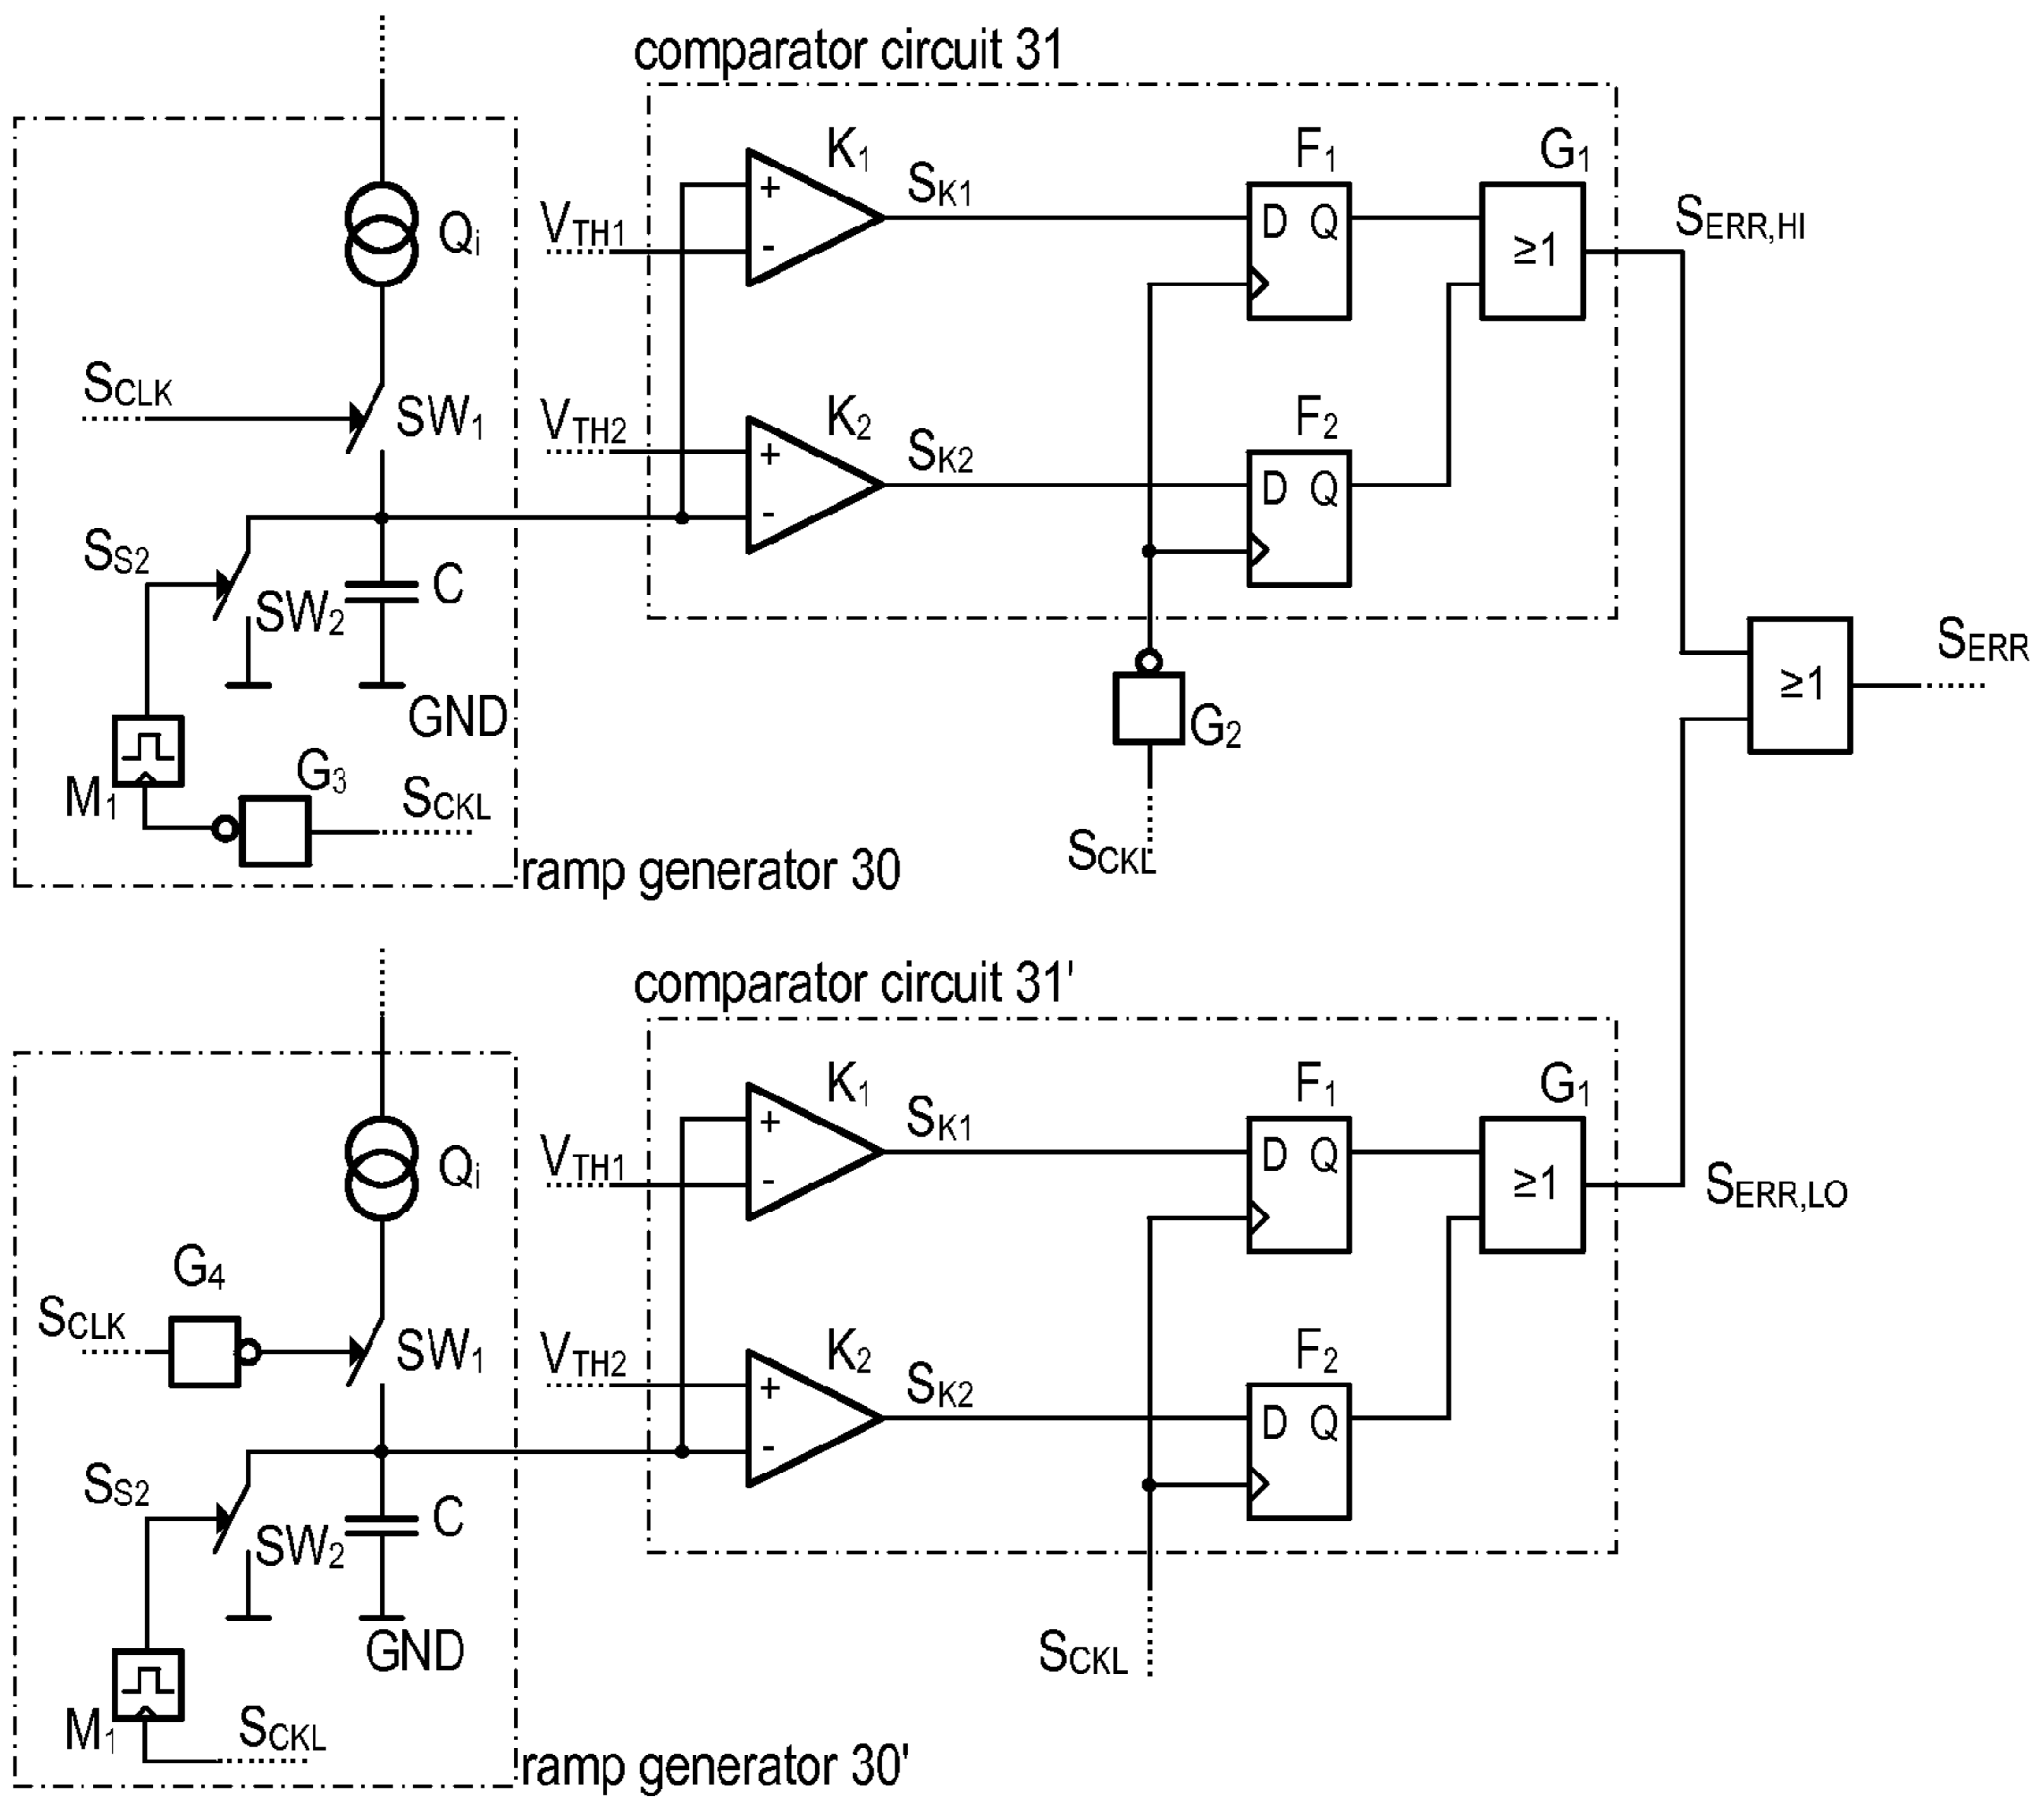 comparator circuit 31
K1
F1
G1
SK1
+
D Q
SERR,HI
VTH1
≥1
Qi
-
SCLK
SW1
VTH2
K2
F2
SK2
+
D Q
-
SS2
SW2
C
SERR
≥1
GND
G2
M1
G3
SCKL
SCKL
ramp generator 30
comparator circuit 31'
K1
F1
G1
SK1
+
D Q
VTH1
≥1
Qi
-
SERR,LO
G4
SCLK
SW1
VTH2
K2
F2
SK2
+
D Q
-
SS2
SW2
C
GND
SCKL
M1
SCKL
ramp generator 30'